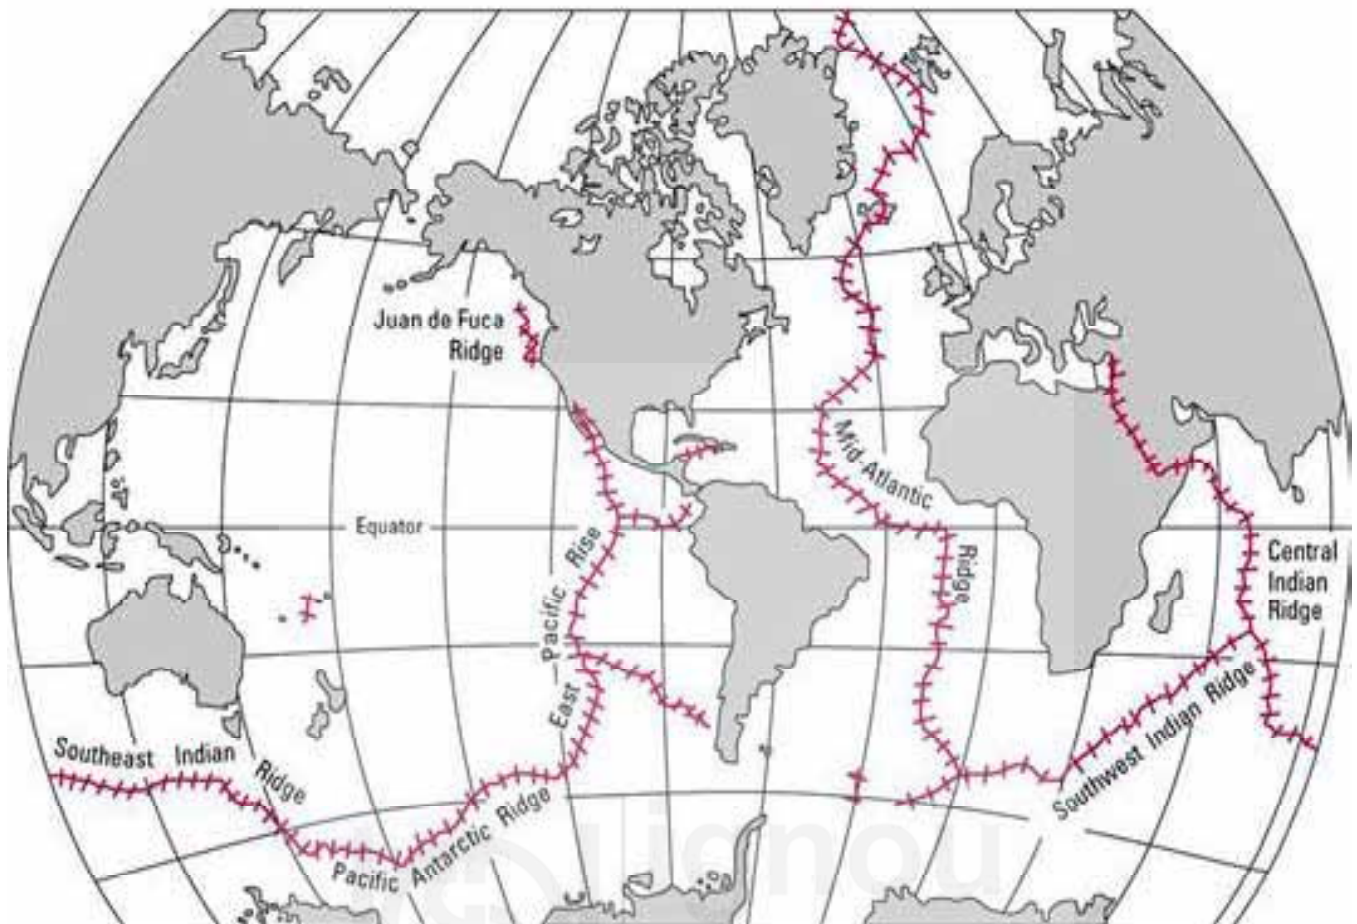 Juan de Fuca
Ridge
Mid-Atlantic
Ridge
Equator
East Pacific Rise
Central
Indian
Ridge
Southeast Indian Ridge
Pacific Antarctic Ridge
Southwest Indian Ridge
ignou